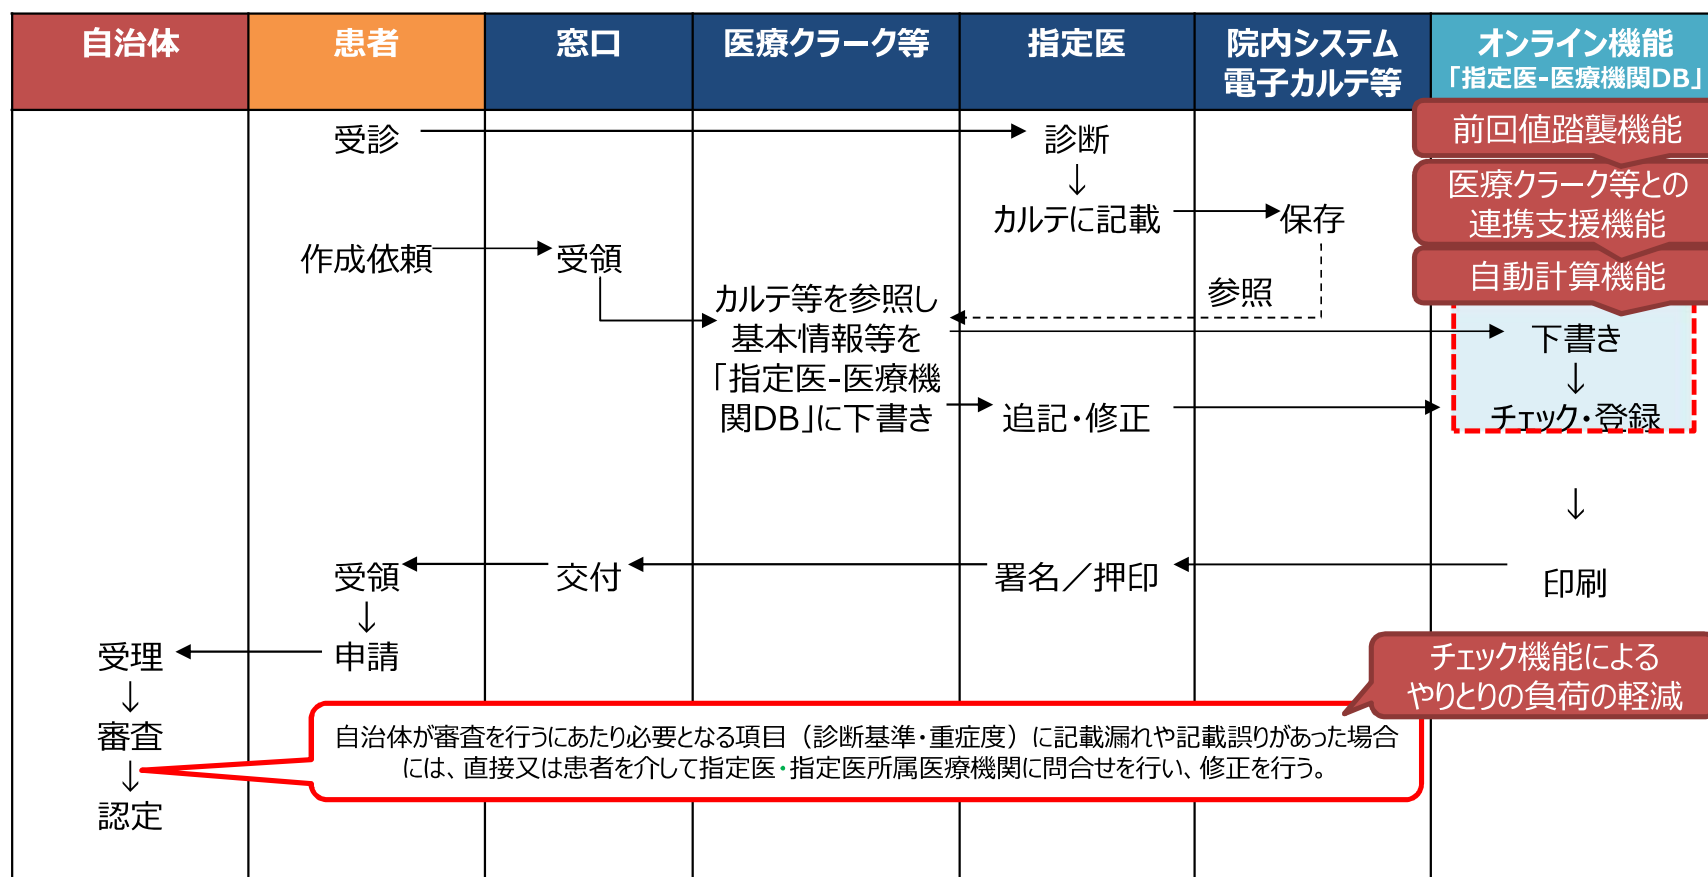 自治体
患者
窓口
医療クラーク等
指定医
院内システム
電子カルテ等
オンライン機能
「指定医-医療機関DB」
前回値踏襲機能
医療クラーク等との
連携支援機能
自動計算機能
受診
診断
↓
カルテに記載
保存
作成依頼
受領
参照
カルテ等を参照し
基本情報等を
「指定医-医療機
関DB」に下書き
下書き
↓
追記・修正
チェック・登録
↓
受領
交付
署名／押印
印刷
↓
受理
申請
↓
チェック機能による
やりとりの負荷の軽減
審査
↓
自治体が審査を行うにあたり必要となる項目（診断基準・重症度）に記載漏れや記載誤りがあった場合
には、直接又は患者を介して指定医・指定医所属医療機関に問合せを行い、修正を行う。
認定